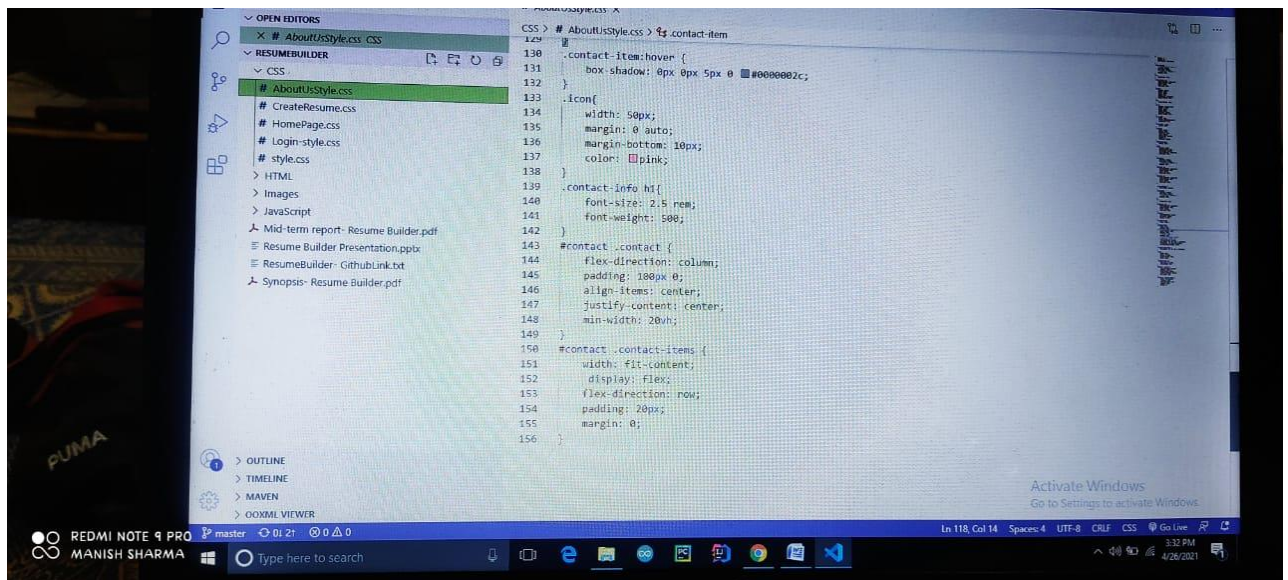 OPEN EDITORS
# AboutUsStyle.css CSS
RESUMEBUILDER
CSS
# AboutUsStyle.css
# CreateResume.css
# HomePage.css
# Login-style.css
# style.css
> HTML
> Images
> JavaScript
Mid-term report- Resume Builder.pdf
Resume Builder Presentation.pptx
ResumeBuilder- GithubLink.txt
Synopsis- Resume Builder.pdf
> OUTLINE
> TIMELINE
> MAVEN
> OOXML VIEWER
AboutUsStyle.css ×
CSS > # AboutUsStyle.css > .contact-item
129 }
130 .contact-item:hover {
131 box-shadow: 0px 0px 5px 0 #0000002c;
132 }
133 .icon{
134 width: 50px;
135 margin: 0 auto;
136 margin-bottom: 10px;
137 color: pink;
138 }
139 .contact-info h1{
140 font-size: 2.5 rem;
141 font-weight: 500;
142 }
143 #contact .contact {
144 flex-direction: column;
145 padding: 100px 0;
146 align-items: center;
147 justify-content: center;
148 min-width: 20vh;
149 }
150 #contact .contact-items {
151 width: fit-content;
152 display: flex;
153 flex-direction: row;
154 padding: 20px;
155 margin: 0;
156 }
Activate Windows
Go to Settings to activate Windows.
master 0↓ 2↑ 0 0
Ln 118, Col 14 Spaces: 4 UTF-8 CRLF CSS Go Live
Type here to search
3:32 PM
4/26/2021
PUMA
REDMI NOTE 9 PRO
MANISH SHARMA